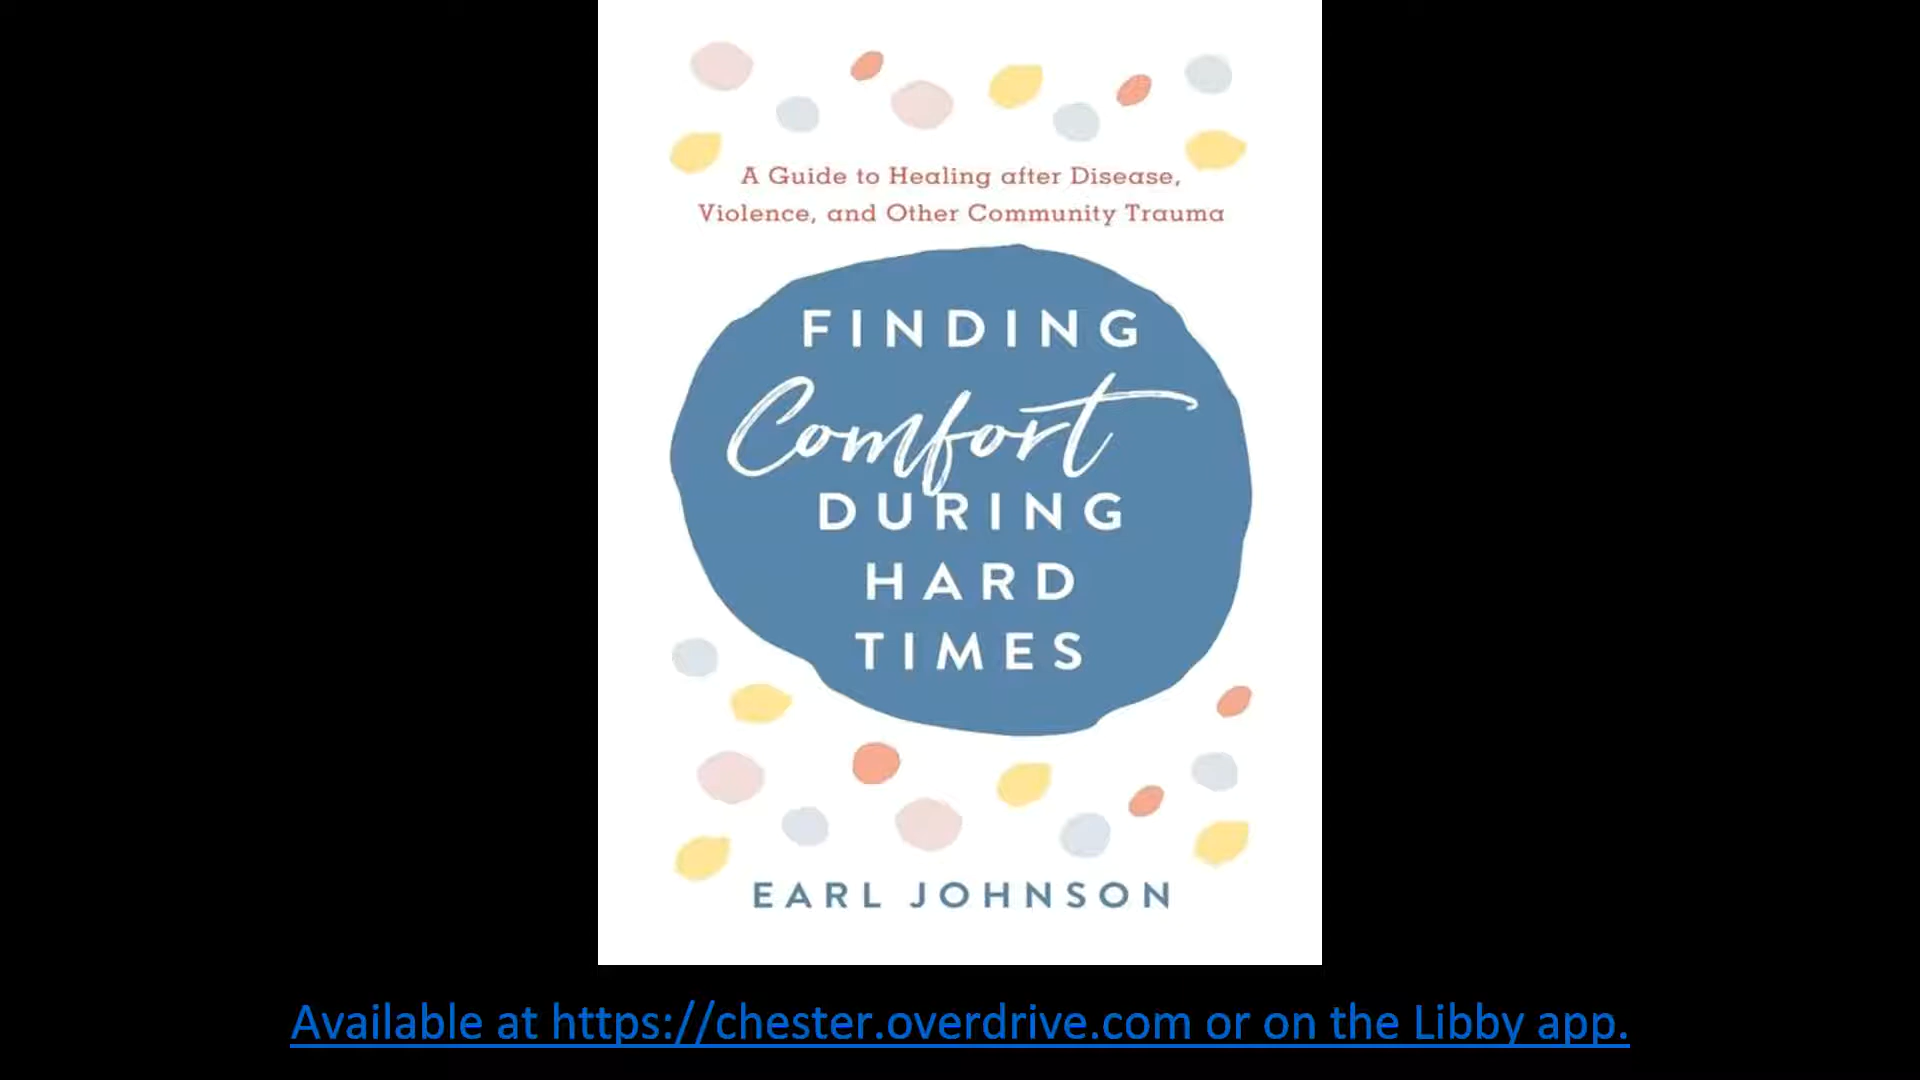 A Guide to Healing after Disease,
Violence, and Other Community Trauma
FINDING
Comfort
DURING
HARD
TIMES
EARL JOHNSON
Available at https://chester.overdrive.com or on the Libby app.